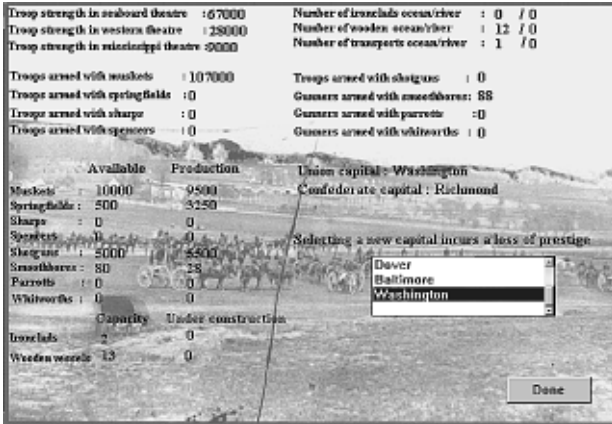 Troop strength in seaboard theatre :67000
Troop strength in western theatre :28000
Troop strength in mississippi theatre :9000
Number of ironclads ocean/river : 0 / 0
Number of wooden ocean/river : 12 / 0
Number of transports ocean/river : 1 / 0
Troops armed with muskets : 107000
Troops armed with springfields : 0
Troops armed with sharps : 0
Troops armed with spencers : 0
Troops armed with shotguns : 0
Gunners armed with smoothbores: 88
Gunners armed with parrotts :0
Gunners armed with whitworths : 0
Available Production
Muskets : 10000 9500
Springfields : 500 3250
Sharps : 0 0
Spencers : 0 0
Shotguns : 5000 5500
Smoothbores : 80 28
Parrotts : 0 0
Whitworths : 0 0
Capacity Under construction
Ironclads 2 0
Wooden vessels 13 0
Union capital : Washington
Confederate capital : Richmond
Selecting a new capital incurs a loss of prestige
Dover
Baltimore
Washington
Done